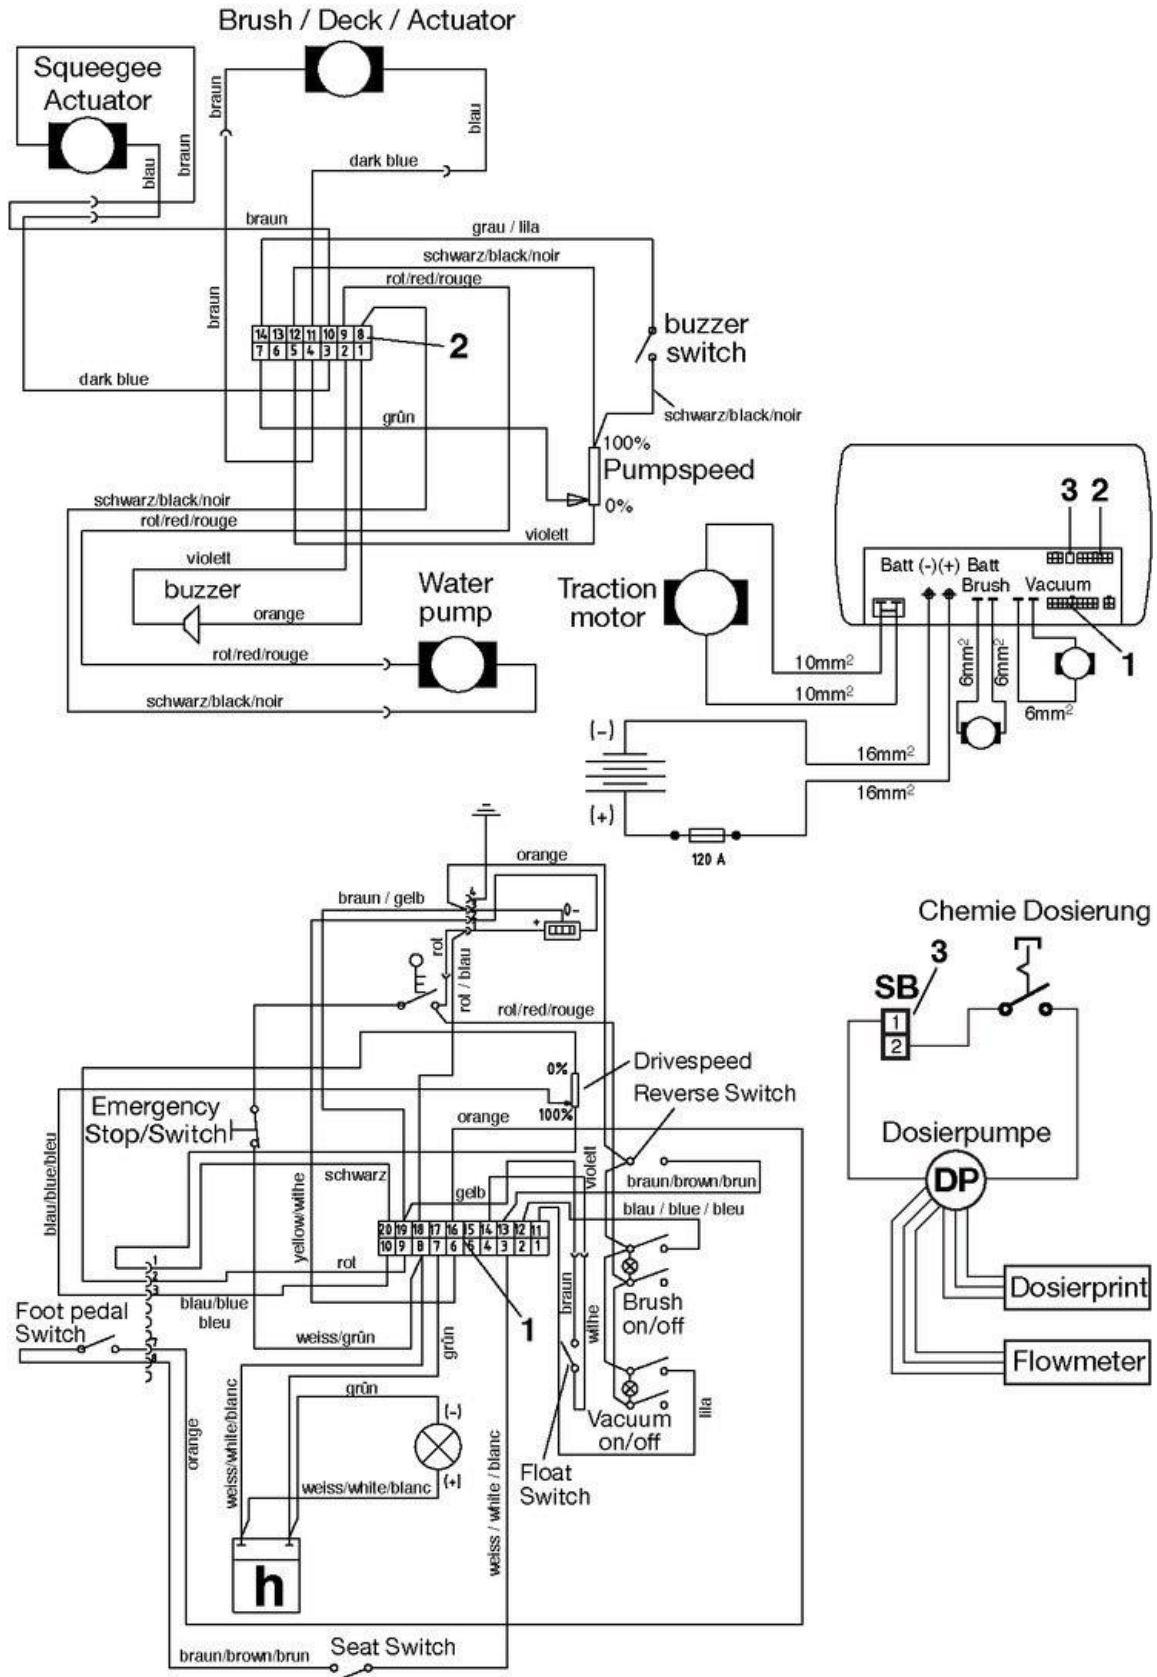 Brush / Deck / Actuator
Squeegee
Actuator
braun
blau
braun
blau
dark blue
braun
grau / lila
schwarz/black/noir
rot/red/rouge
braun
14 13 12 11 10 9 8
7 6 5 4 3 2 1
2
buzzer
switch
dark blue
grün
schwarz/black/noir
100%
Pumpspeed
0%
schwarz/black/noir
rot/red/rouge
violett
violett
buzzer
orange
Water
pump
rot/red/rouge
schwarz/black/noir
Traction
motor
3 2
Batt (-)(+) Batt
Brush Vacuum
1
10mm²
10mm²
6mm²
6mm²
6mm²
(-)
16mm²
16mm²
(+)
120 A
orange
braun / gelb
4
0-
+
rot
rot / blau
rot/red/rouge
0%
Drivespeed
100%
Reverse Switch
Emergency
Stop/Switch
orange
blau/blue/bleu
schwarz
yellow/withe
gelb
violett
braun/brown/brun
blau / blue / bleu
20 19 18 17 16 15 14 13 12 11
10 9 8 7 6 5 4 3 2 1
1
2
3
rot
blau/blue
bleu
Foot pedal
Switch
7
8
weiss/grün
grün
1
braun
withe
Brush
on/off
grün
(-)
(+)
weiss/white/blanc
weiss/white/blanc
orange
Vacuum
on/off
lila
Float
Switch
weiss / white / blanc
h
braun/brown/brun
Seat Switch
Chemie Dosierung
3
SB
1
2
Dosierpumpe
DP
Dosierprint
Flowmeter